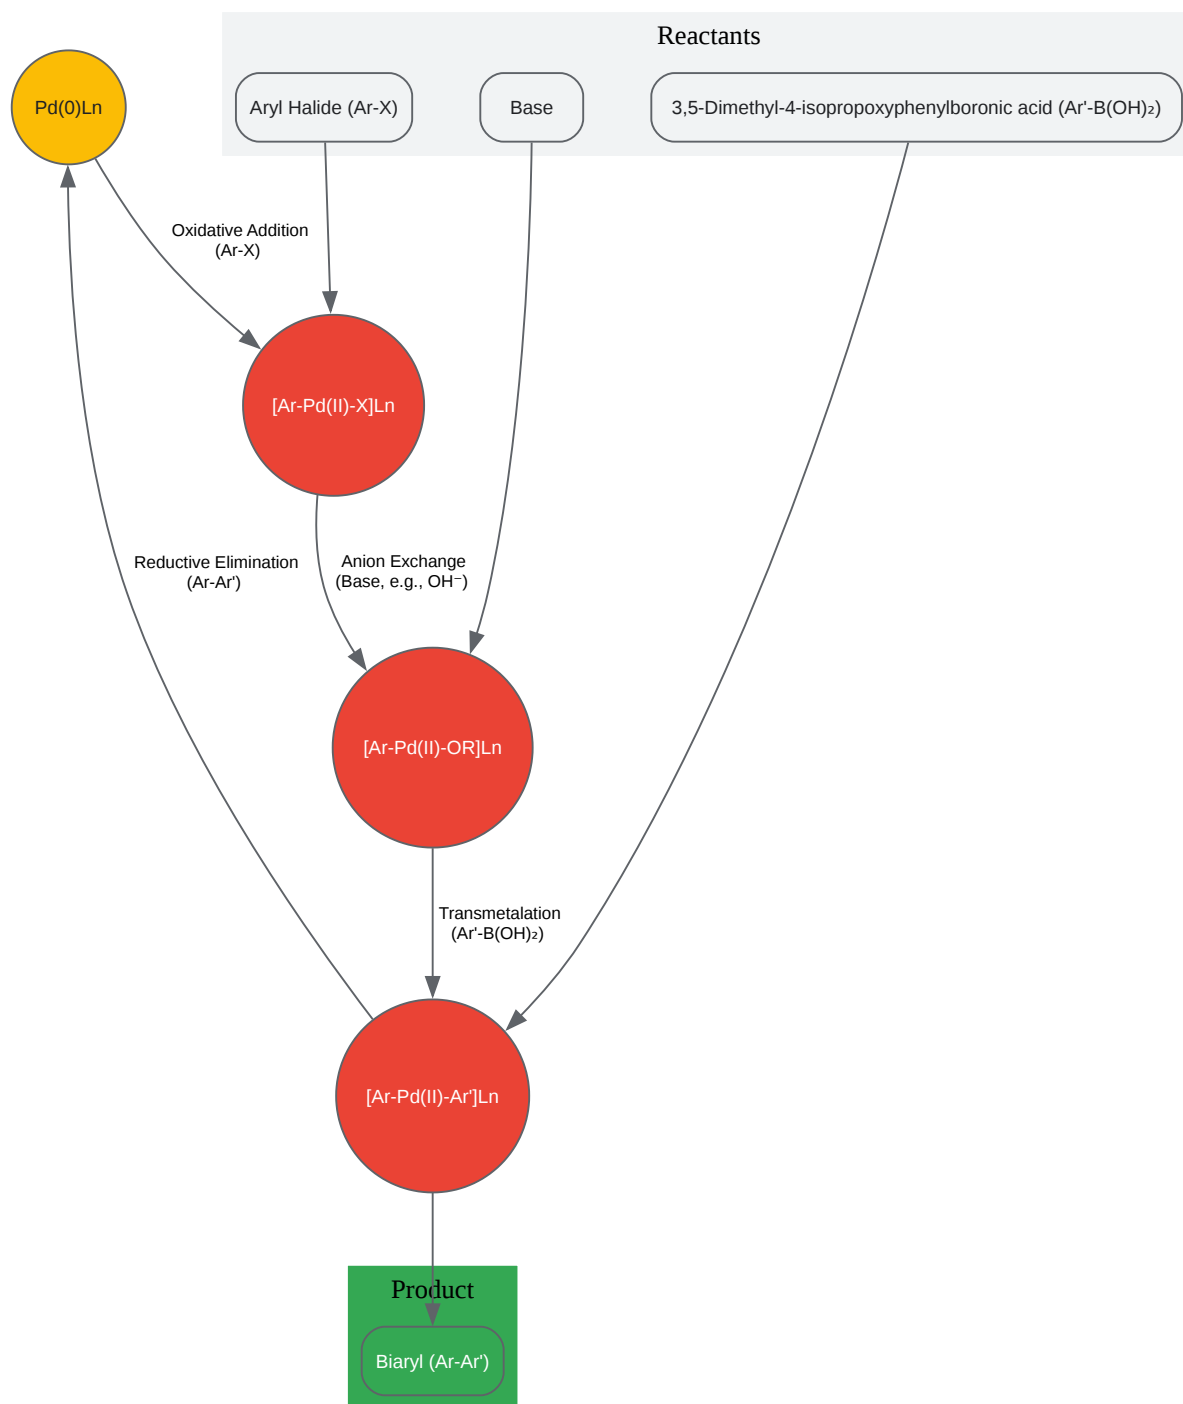 Reactants
Pd(0)Ln
Aryl Halide (Ar-X)
Base
3,5-Dimethyl-4-isopropoxyphenylboronic acid (Ar'-B(OH)₂)
Oxidative Addition
(Ar-X)
[Ar-Pd(II)-X]Ln
Reductive Elimination
(Ar-Ar')
Anion Exchange
(Base, e.g., OH⁻)
[Ar-Pd(II)-OR]Ln
Transmetalation
(Ar'-B(OH)₂)
[Ar-Pd(II)-Ar']Ln
Product
Biaryl (Ar-Ar')